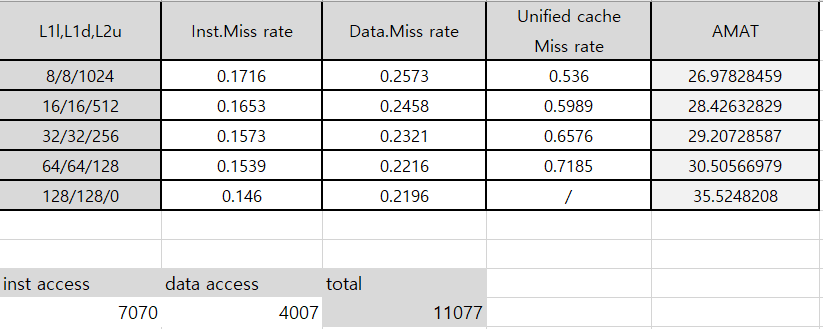 L1l,L1d,L2u Inst.Miss rate Data.Miss rate Unified cache Miss rate AMAT
8/8/1024 0.1716 0.2573 0.536 26.97828459
16/16/512 0.1653 0.2458 0.5989 28.42632829
32/32/256 0.1573 0.2321 0.6576 29.20728587
64/64/128 0.1539 0.2216 0.7185 30.50566979
128/128/0 0.146 0.2196 / 35.5248208
inst access data access total
7070 4007 11077